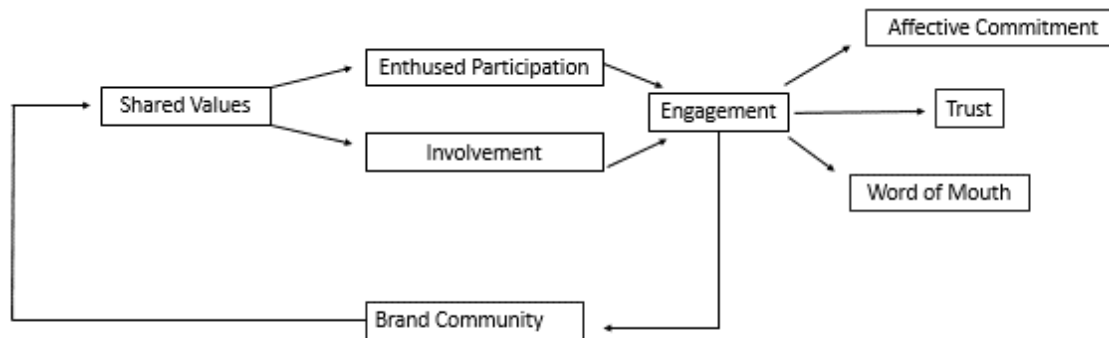 Affective Commitment
Enthused Participation
Shared Values
Engagement
Trust
Involvement
Word of Mouth
Brand Community